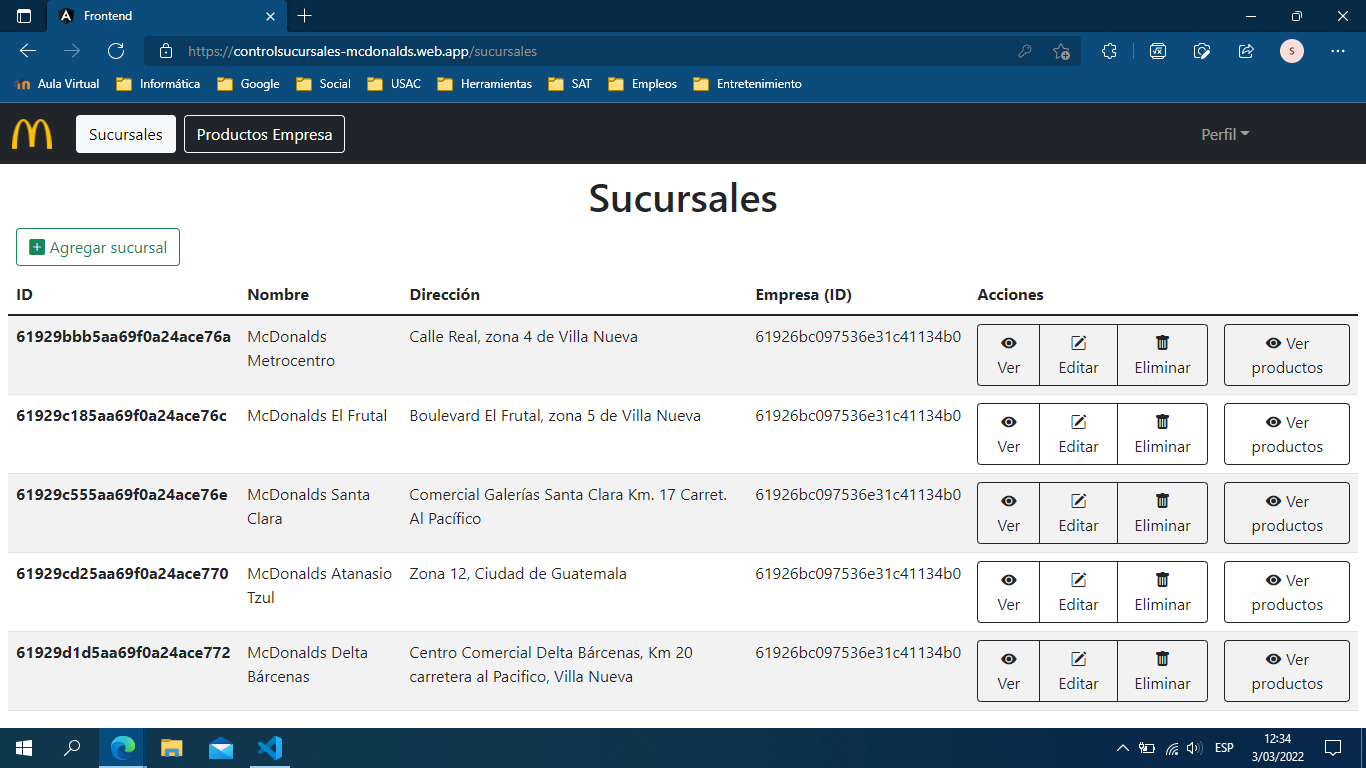 Frontend
https://controlsucursales-mcdonalds.web.app/sucursales
S
Aula Virtual Informática Google Social USAC Herramientas SAT Empleos Entretenimiento
Sucursales Productos Empresa Perfil
Sucursales
Agregar sucursal
ID Nombre Dirección Empresa (ID) Acciones
61929bbb5aa69f0a24ace76a McDonalds Calle Real, zona 4 de Villa Nueva 61926bc097536e31c41134b0 Ver
Metrocentro Ver Editar Eliminar productos
61929c185aa69f0a24ace76c McDonalds El Frutal Boulevard El Frutal, zona 5 de Villa Nueva 61926bc097536e31c41134b0 Ver
Ver Editar Eliminar productos
61929c555aa69f0a24ace76e McDonalds Santa Comercial Galerías Santa Clara Km. 17 Carret. 61926bc097536e31c41134b0 Ver
Clara Al Pacífico Ver Editar Eliminar productos
61929cd25aa69f0a24ace770 McDonalds Atanasio Zona 12, Ciudad de Guatemala 61926bc097536e31c41134b0 Ver
Tzul Ver Editar Eliminar productos
61929d1d5aa69f0a24ace772 McDonalds Delta Centro Comercial Delta Bárcenas, Km 20 61926bc097536e31c41134b0 Ver
Bárcenas carretera al Pacifico, Villa Nueva Ver Editar Eliminar productos
ESP 12:34
3/03/2022